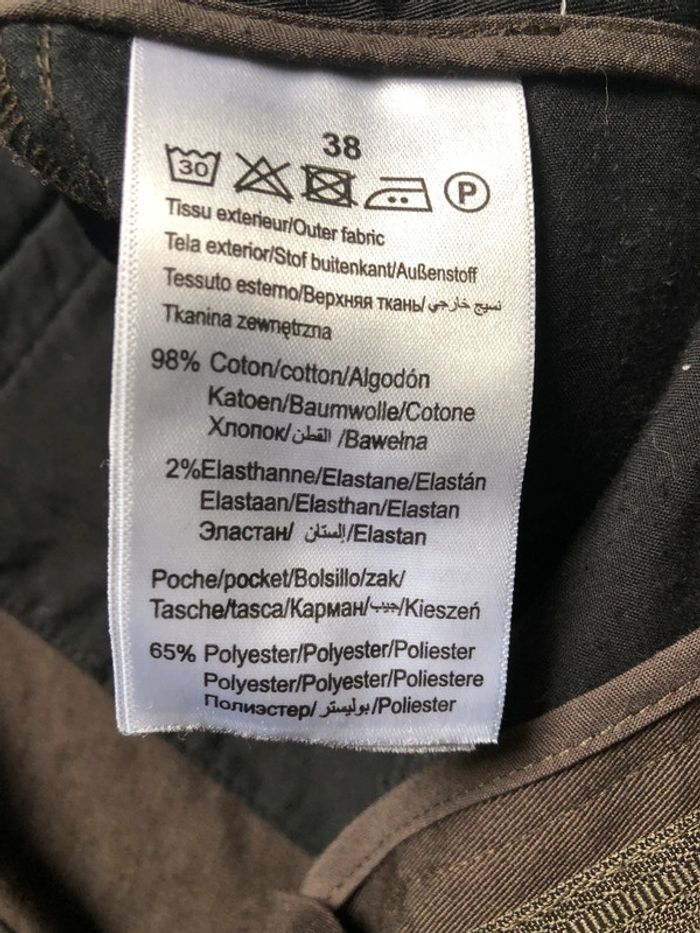 38
30
P
Tissu exterieur/Outer fabric
Tela exterior/Stof buitenkant/Außenstoff
Tessuto esterno/Верхняя ткань/نسيج خارجي
Tkanina zewnętrzna
98% Coton/cotton/Algodón
Katoen/Baumwolle/Cotone
Хлопок/القطن/Bawełna
2%Elasthanne/Elastane/Elastán
Elastaan/Elasthan/Elastan
Эластан/إلستان/Elastan
Poche/pocket/Bolsillo/zak/
Tasche/tasca/Карман/جيب/Kieszeń
65% Polyester/Polyester/Poliester
Polyester/Polyester/Poliestere
Полиэстер/بوليستر/Poliester